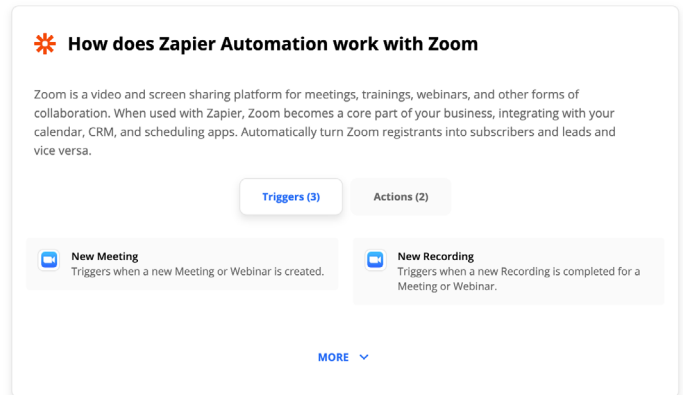 How does Zapier Automation work with Zoom
Zoom is a video and screen sharing platform for meetings, trainings, webinars, and other forms of
collaboration. When used with Zapier, Zoom becomes a core part of your business, integrating with your
calendar, CRM, and scheduling apps. Automatically turn Zoom registrants into subscribers and leads and
vice versa.
Triggers (3)
Actions (2)
New Meeting
Triggers when a new Meeting or Webinar is created.
New Recording
Triggers when a new Recording is completed for a
Meeting or Webinar.
MORE